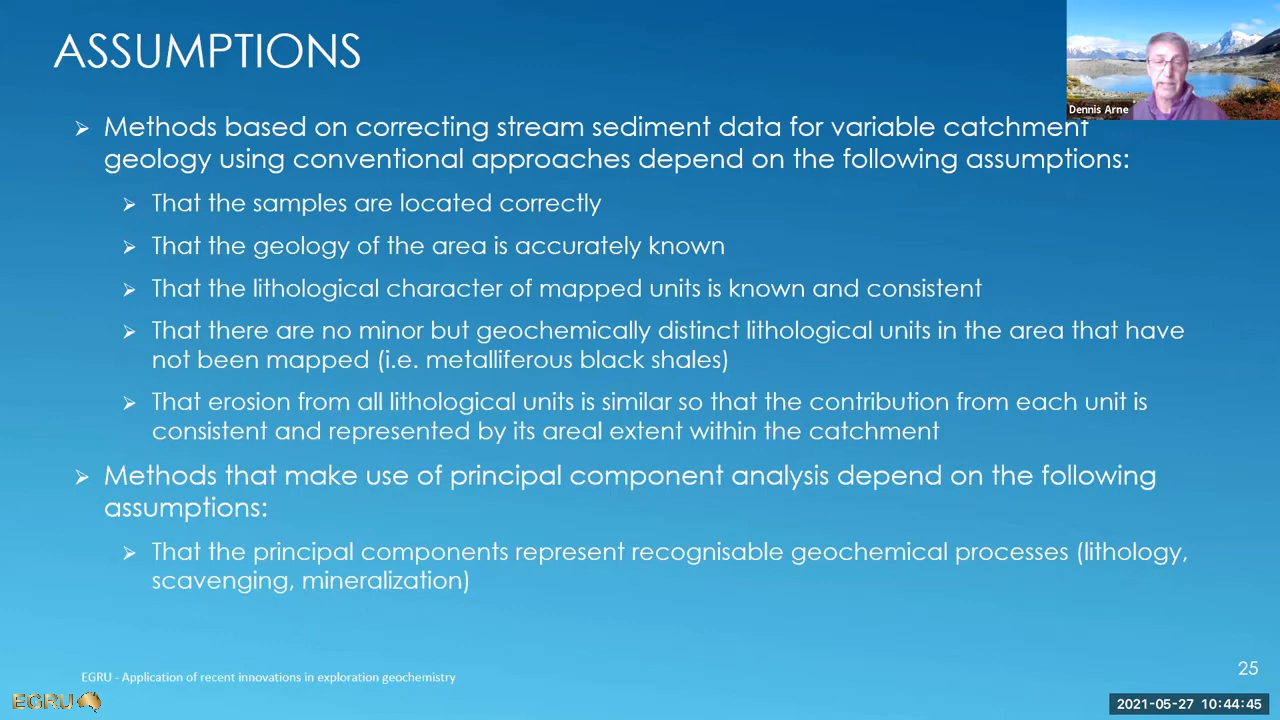 ASSUMPTIONS
Dennis Arne
Methods based on correcting stream sediment data for variable catchment
geology using conventional approaches depend on the following assumptions:
That the samples are located correctly
That the geology of the area is accurately known
That the lithological character of mapped units is known and consistent
That there are no minor but geochemically distinct lithological units in the area that have
not been mapped (i.e. metalliferous black shales)
That erosion from all lithological units is similar so that the contribution from each unit is
consistent and represented by its areal extent within the catchment
Methods that make use of principal component analysis depend on the following
assumptions:
That the principal components represent recognisable geochemical processes (lithology,
scavenging, mineralization)
EGRU - Application of recent innovations in exploration geochemistry
25
EGRU
2021-05-27 10:44:45